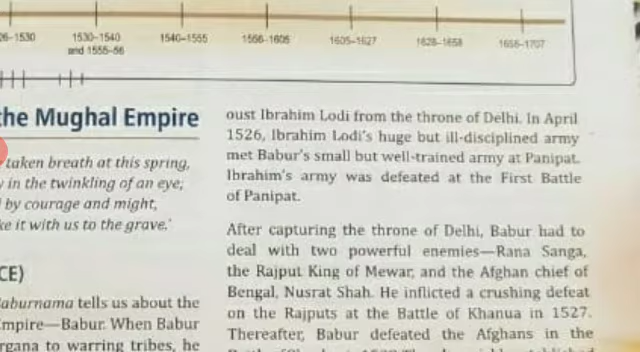 26-1530
1530-1540
and 1555-56
1540-1555
1556-1605
1605-1627
1628-1658
1658-1707
the Mughal Empire
taken breath at this spring,
in the twinkling of an eye;
by courage and might,
it with us to the grave.'
CE)
aburnama tells us about the
mpire—Babur. When Babur
rgana to warring tribes, he
oust Ibrahim Lodi from the throne of Delhi. In April
1526, Ibrahim Lodi's huge but ill-disciplined army
met Babur's small but well-trained army at Panipat.
Ibrahim's army was defeated at the First Battle
of Panipat.
After capturing the throne of Delhi, Babur had to
deal with two powerful enemies—Rana Sanga,
the Rajput King of Mewar, and the Afghan chief of
Bengal, Nusrat Shah. He inflicted a crushing defeat
on the Rajputs at the Battle of Khanua in 1527.
Thereafter, Babur defeated the Afghans in the